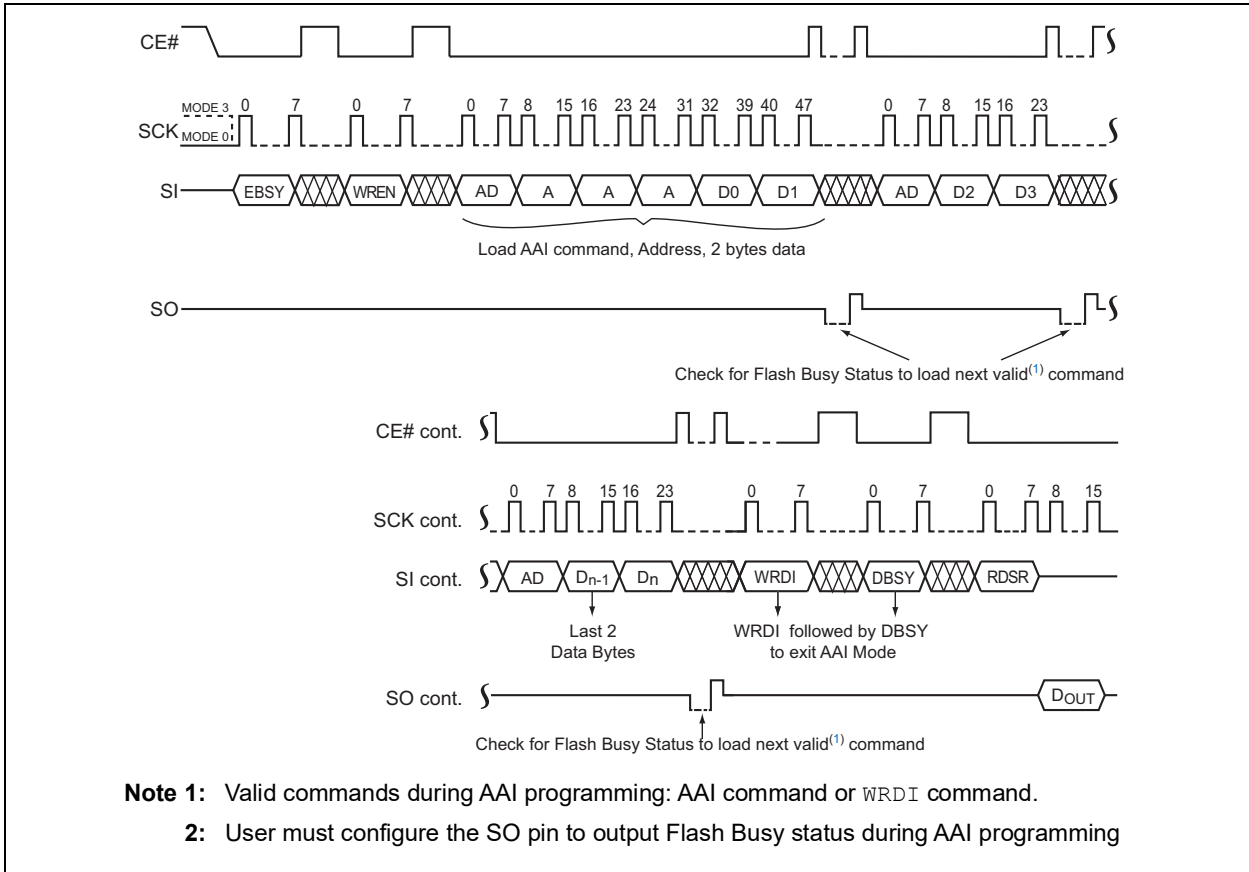 CE#
MODE 3
MODE 0
SCK
0 7 0 7 0 7 8 15 16 23 24 31 32 39 40 47 0 7 8 15 16 23
SI
EBSY WREN AD A A A D0 D1 AD D2 D3
Load AAI command, Address, 2 bytes data
SO
Check for Flash Busy Status to load next valid(1) command
CE# cont.
0 7 8 15 16 23 0 7 0 7 0 7 8 15
SCK cont.
SI cont.
AD Dn-1 Dn WRDI DBSY RDSR
Last 2
Data Bytes
WRDI followed by DBSY
to exit AAI Mode
SO cont.
DOUT
Check for Flash Busy Status to load next valid(1) command
Note 1: Valid commands during AAI programming: AAI command or WRDI command.
2: User must configure the SO pin to output Flash Busy status during AAI programming